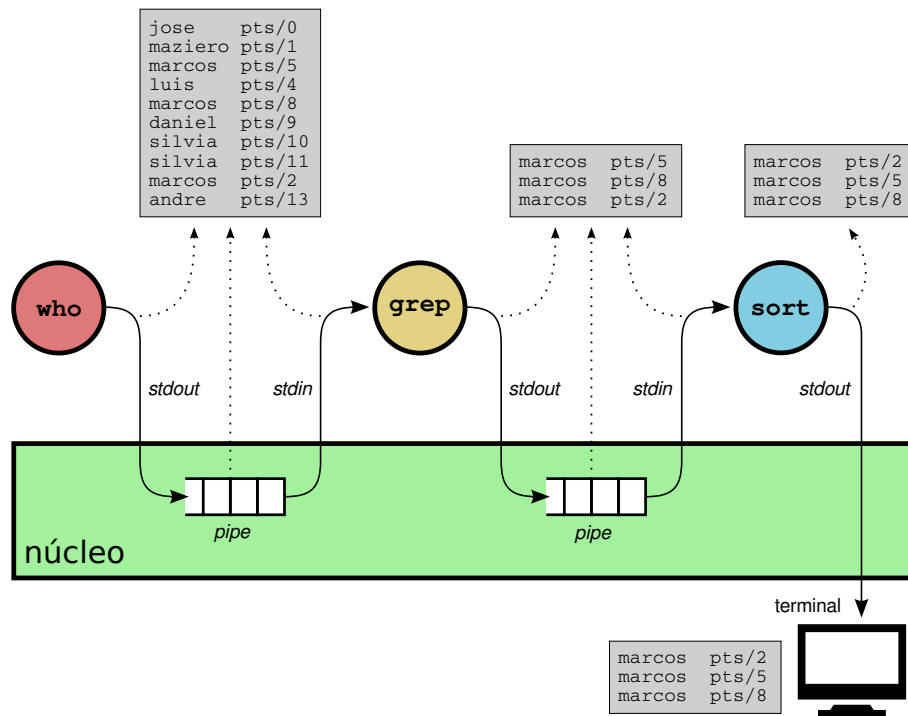 jose     pts/0
maziero pts/1
marcos   pts/5
luis     pts/4
marcos   pts/8
daniel   pts/9
silvia   pts/10
silvia   pts/11
marcos   pts/2
andre    pts/13
marcos  pts/5
marcos  pts/8
marcos  pts/2
marcos  pts/2
marcos  pts/5
marcos  pts/8
who
grep
sort
stdout
stdin
stdout
stdin
stdout
pipe
pipe
núcleo
terminal
marcos  pts/2
marcos  pts/5
marcos  pts/8